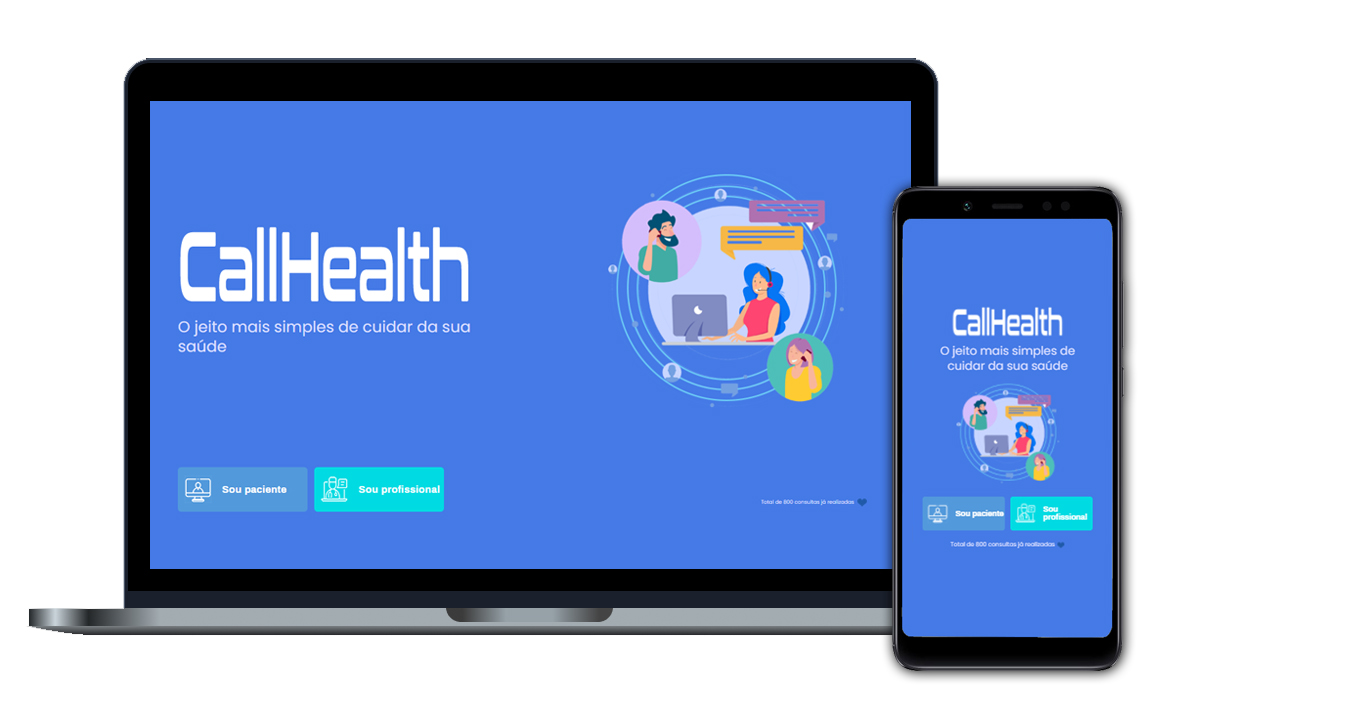 CallHealth
O jeito mais simples de cuidar da sua
saúde
Sou paciente
Sou profissional
Total de 800 consultas já realizadas
CallHealth
O jeito mais simples de
cuidar da sua saúde
Sou paciente
Sou
profissional
Total de 800 consultas já realizadas